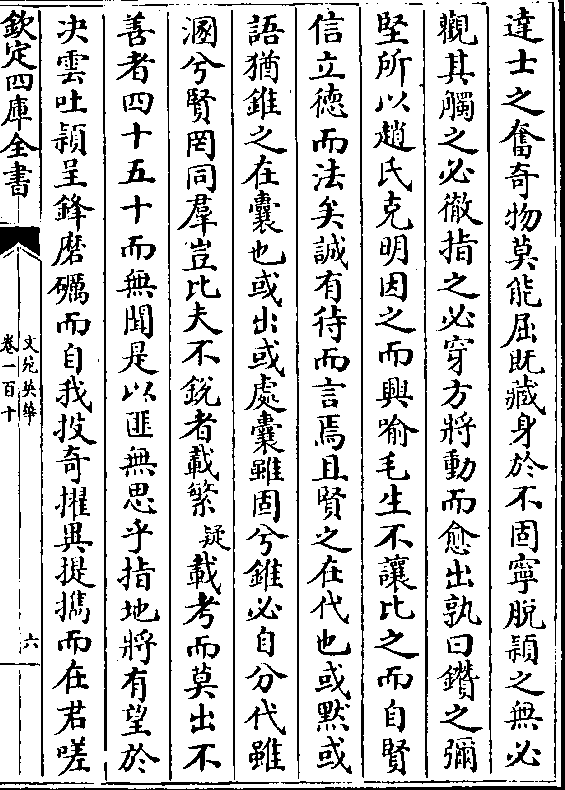 達士之奮奇物莫能屈既藏身於不固寧脫穎之無必
觀其觸之必徹指之必穿方將動而愈出孰曰鑽之彌
堅所以趙氏克明因之而興喻毛生不讓比之而自賢
信立德而法矣誠有待而言焉且賢之在代也或默或
語猶錐之在囊也或出或處囊雖固兮錐必自分代雖
溷兮賢罔同羣豈比夫不銳者載繁疑載考而莫出不
善者四十五十而無聞是以匪無思乎指地將有望於
决雲吐穎呈鋒磨礪而自我拔奇擢異提攜而在君嗟
欽定四庫全書
文苑英華
卷一百十
六